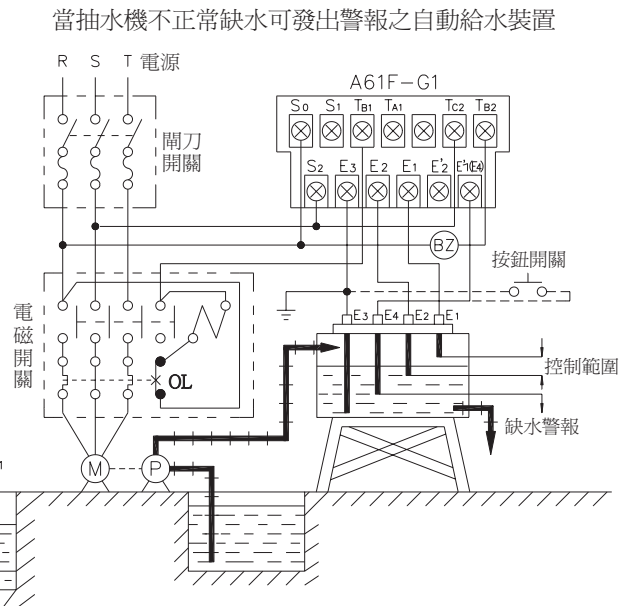 當抽水機不正常缺水可發出警報之自動給水裝置
R S T 電源
A61F-G1
S0 S1 TB1 TA1 TC2 TB2
閘刀
開關
S2 E3 E2 E1 E'2 E'1(E4)
BZ
按鈕開關
電
磁
開
關
E3 E4 E2 E1
控制範圍
OL
缺水警報
M P